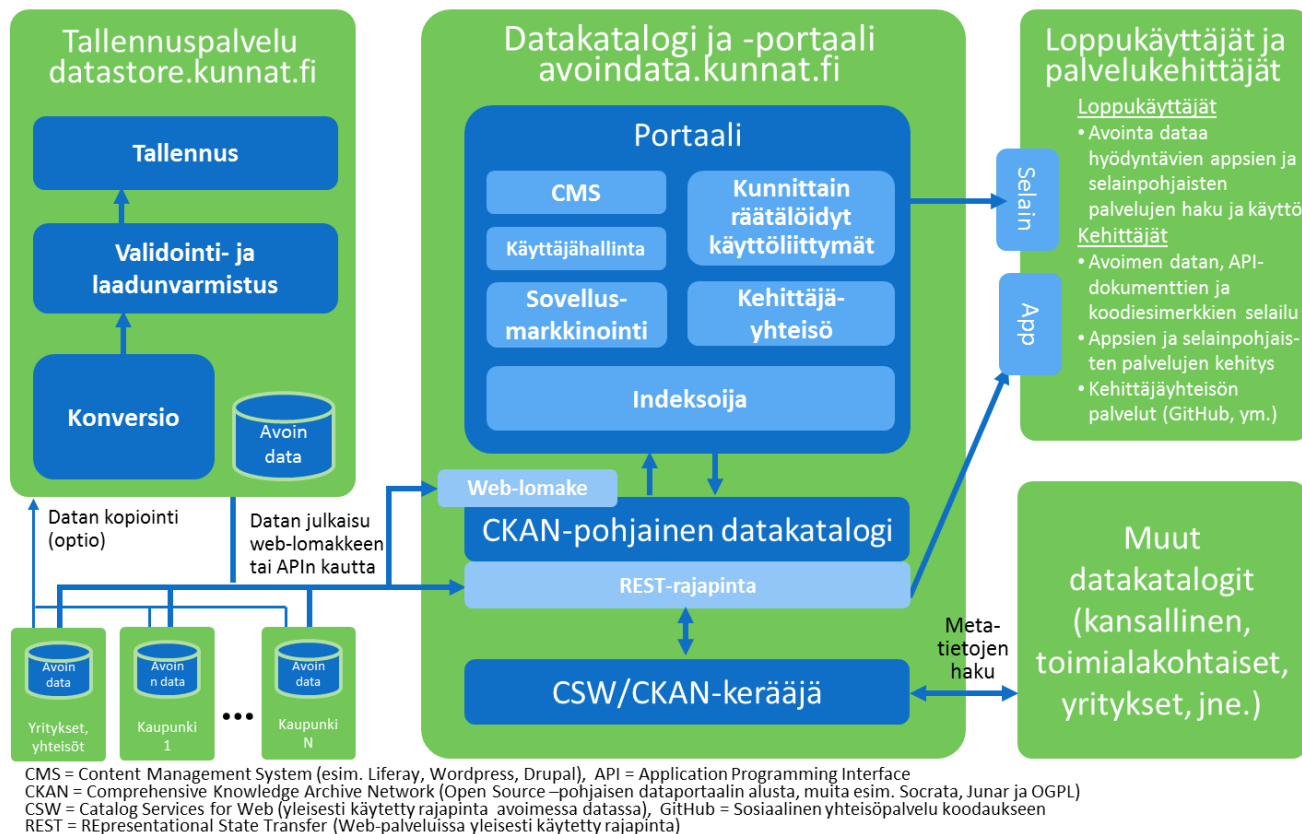 Tallennuspalvelu
datastore.kunnat.fi
Tallennus
Validointi- ja
laadunvarmistus
Konversio
Avoin
data
Datan kopiointi
(optio)
Datan julkaisu
web-lomakkeen
tai APIn kautta
Avoin
data
Yritykset,
yhteisöt
Avoi
n data
Kaupunki
1
...
Avoin
data
Kaupunki
N
Datakatalogi ja -portaali
avoindata.kunnat.fi
Portaali
CMS
Kunnittain
räätälöidyt
käyttöliittymät
Käyttäjähallinta
Sovellus-
markkinointi
Kehittäjä-
yhteisö
Indeksoija
Web-lomake
CKAN-pohjainen datakatalogi
REST-rajapinta
CSW/CKAN-kerääjä
Meta-
tietojen
haku
Selain
App
Loppukäyttäjät ja
palvelukehittäjät
Loppukäyttäjät
• Avointa dataa
hyödyntävien appsien ja
selainpohjaisten
palvelujen haku ja käyttö
Kehittäjät
• Avoimen datan, API-
dokumenttien ja
koodiesimerkkien selailu
• Appsien ja selainpohjais-
ten palvelujen kehitys
• Kehittäjäyhteisön
palvelut (GitHub, ym.)
Muut
datakatalogit
(kansallinen,
toimialakohtaiset,
yritykset, jne.)
CMS = Content Management System (esim. Liferay, Wordpress, Drupal), API = Application Programming Interface
CKAN = Comprehensive Knowledge Archive Network (Open Source –pohjaisen dataportaalin alusta, muita esim. Socrata, Junar ja OGPL)
CSW = Catalog Services for Web (yleisesti käytetty rajapinta avoimessa datassa), GitHub = Sosiaalinen yhteisöpalvelu koodaukseen
REST = REpresentational State Transfer (Web-palveluissa yleisesti käytetty rajapinta)